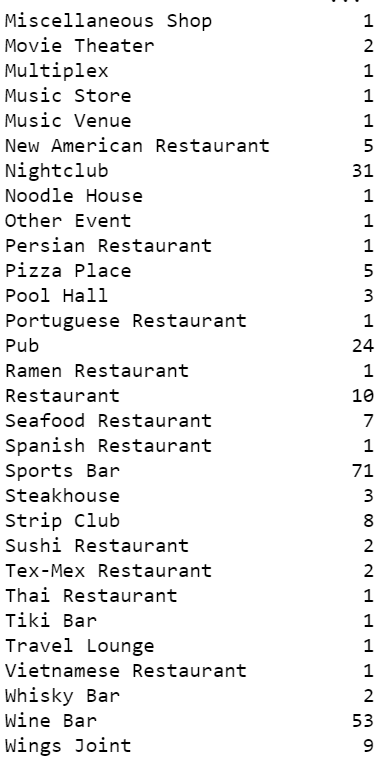 ...
Miscellaneous Shop 1
Movie Theater 2
Multiplex 1
Music Store 1
Music Venue 1
New American Restaurant 5
Nightclub 31
Noodle House 1
Other Event 1
Persian Restaurant 1
Pizza Place 5
Pool Hall 3
Portuguese Restaurant 1
Pub 24
Ramen Restaurant 1
Restaurant 10
Seafood Restaurant 7
Spanish Restaurant 1
Sports Bar 71
Steakhouse 3
Strip Club 8
Sushi Restaurant 2
Tex-Mex Restaurant 2
Thai Restaurant 1
Tiki Bar 1
Travel Lounge 1
Vietnamese Restaurant 1
Whisky Bar 2
Wine Bar 53
Wings Joint 9